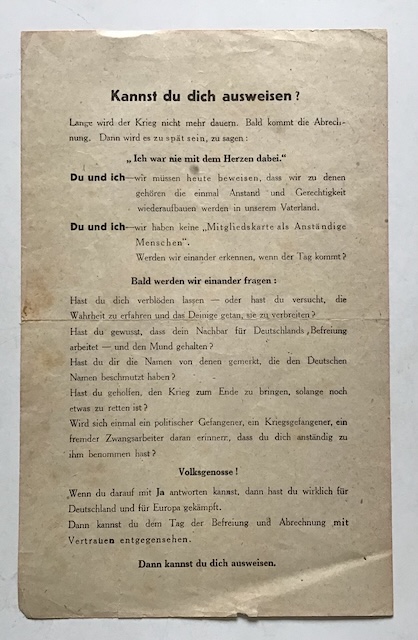 Kannst du dich ausweisen?
Lange wird der Krieg nicht mehr dauern. Bald kommt die Abrech-
nung. Dann wird es zu spät sein, zu sagen:
„Ich war nie mit dem Herzen dabei."
Du und ich—wir müssen heute beweisen, dass wir zu denen
gehören die einmal Anstand und Gerechtigkeit
wiederaufbauen werden in unserem Vaterland.
Du und ich—wir haben keine „Mitgliedskarte als Anständige
Menschen".
Werden wir einander erkennen, wenn der Tag kommt?
Bald werden wir einander fragen:
Hast du dich verblöden lassen — oder hast du versucht, die
Wahrheit zu erfahren und das Deinige getan, sie zu verbreiten?
Hast du gewusst, dass dein Nachbar für Deutschlands Befreiung
arbeitet — und den Mund gehalten?
Hast du dir die Namen von denen gemerkt, die den Deutschen
Namen beschmutzt haben?
Hast du geholfen, den Krieg zum Ende zu bringen, solange noch
etwas zu retten ist?
Wird sich einmal ein politischer Gefangener, ein Kriegsgefangener, ein
fremder Zwangsarbeiter daran erinnern, dass du dich anständig zu
ihm benommen hast?
Volksgenosse!
Wenn du darauf mit Ja antworten kannst, dann hast du wirklich für
Deutschland und für Europa gekämpft.
Dann kannst du dem Tag der Befreiung und Abrechnung mit
Vertrauen entgegensehen.
Dann kannst du dich ausweisen.